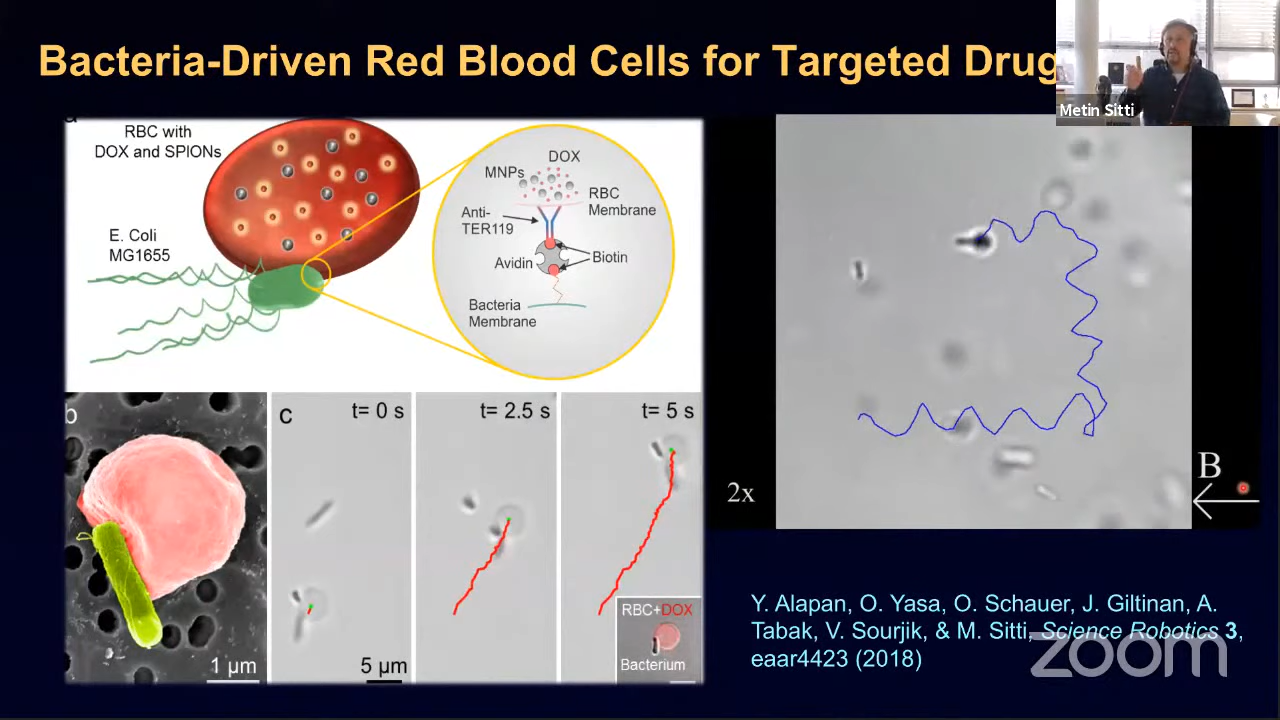 Bacteria-Driven Red Blood Cells for Targeted Drug
Metin Sitti
RBC with
DOX and SPIONs
E. Coli
MG1655
DOX
MNPs
RBC
Membrane
Anti-
TER119
Avidin
Biotin
Bacteria
Membrane
b
1 µm
c
t= 0 s
5 µm
t= 2.5 s
t= 5 s
RBC+DOX
Bacterium
2x
B
Y. Alapan, O. Yasa, O. Schauer, J. Giltinan, A.
Tabak, V. Sourjik, & M. Sitti, Science Robotics 3,
eaar4423 (2018)
zoom